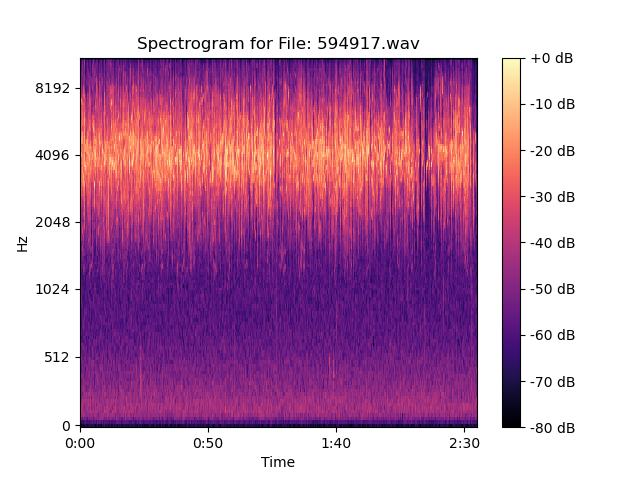 Spectrogram for File: 594917.wav
8192
4096
2048
1024
512
0
Hz
0:00
0:50
1:40
2:30
Time
+0 dB
-10 dB
-20 dB
-30 dB
-40 dB
-50 dB
-60 dB
-70 dB
-80 dB